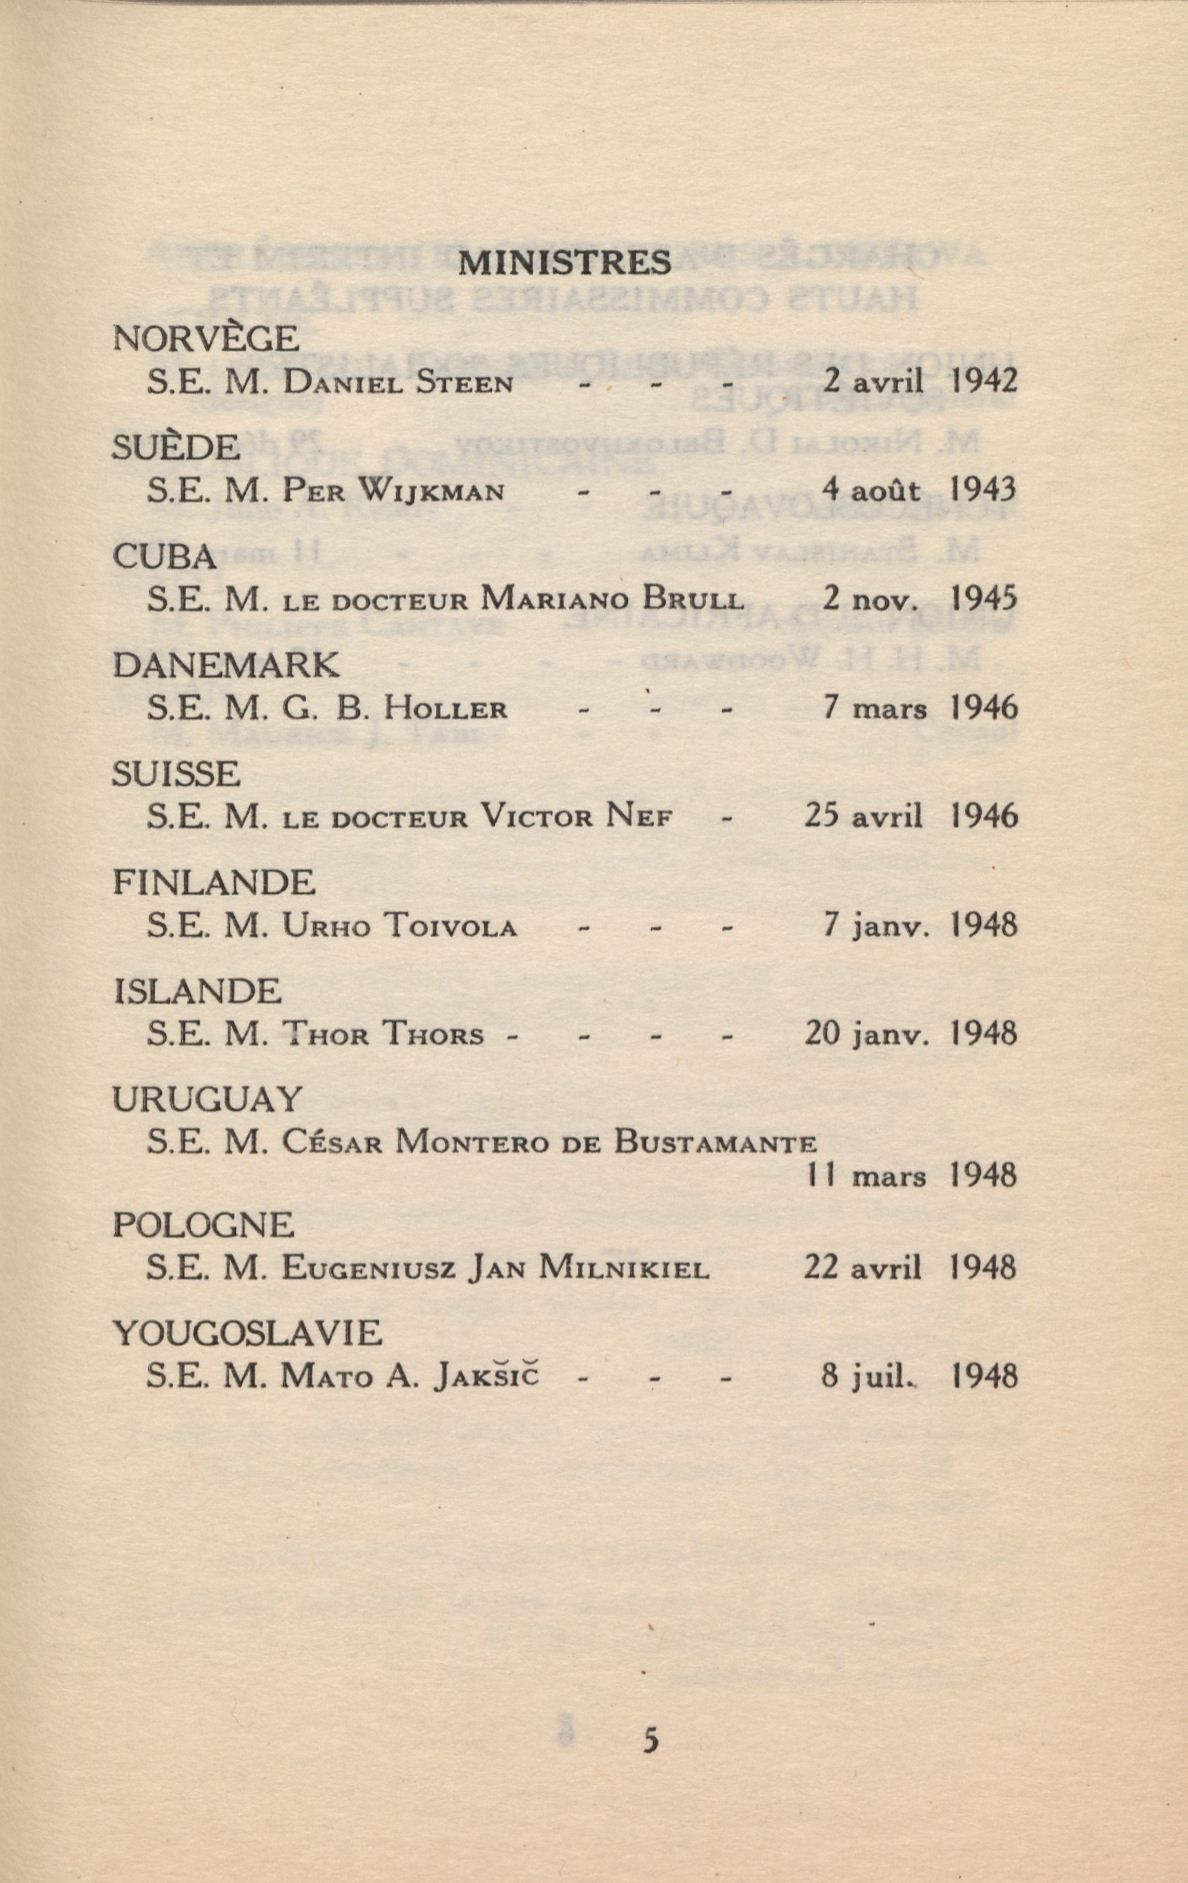 MINISTRES
NORVÈGE
S.E. M. Daniel Steen - - - 2 avril 1942
SUÈDE
S.E. M. Per Wijkman - - - 4 août 1943
CUBA
S.E. M. le docteur Mariano Brull 2 nov. 1945
DANEMARK
S.E. M. G. B. Holler - - - 7 mars 1946
SUISSE
S.E. M. le docteur Victor Nef - 25 avril 1946
FINLANDE
S.E. M. Urho Toivola - - - 7 janv. 1948
ISLANDE
S.E. M. Thor Thors - - - - 20 janv. 1948
URUGUAY
S.E. M. César Montero de Bustamante
11 mars 1948
POLOGNE
S.E. M. Eugeniusz Jan Milnikiel 22 avril 1948
YOUGOSLAVIE
S.E. M. Mato A. Jakšič - - - 8 juil. 1948
5